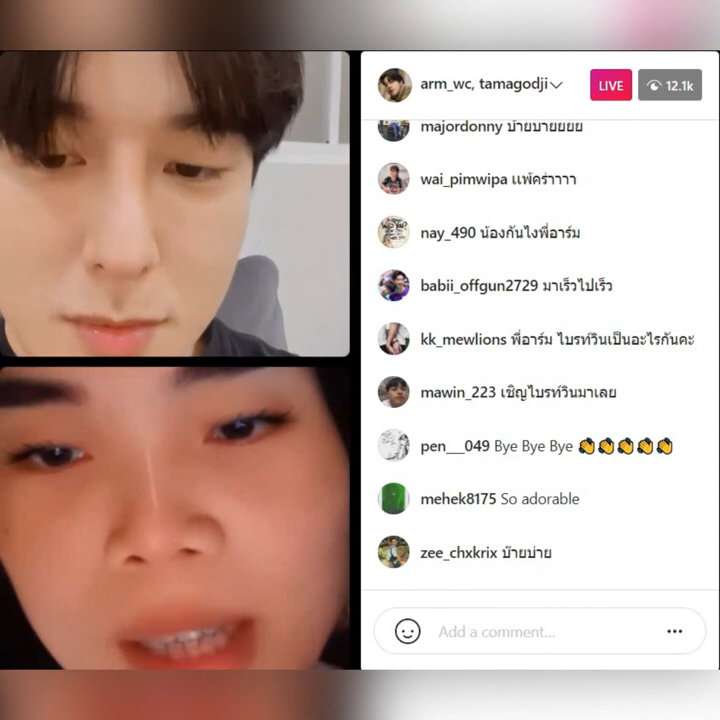 arm_wc, tamagodji
LIVE
12.1k
majordonny บ๊ายบายยยย
wai_pimwipa แพ้คร่าาาา
nay_490 น้องกันไงพี่อาร์ม
babii_offgun2729 มาเร็วไปเร็ว
kk_mewlions พี่อาร์ม ไบรท์วินเป็นอะไรกันคะ
mawin_223 เชิญไบรท์วินมาเลย
pen__049 Bye Bye Bye 👏👏👏👏👏
mehek8175 So adorable
zee_chxkrix บ๊ายบ่าย
Add a comment...